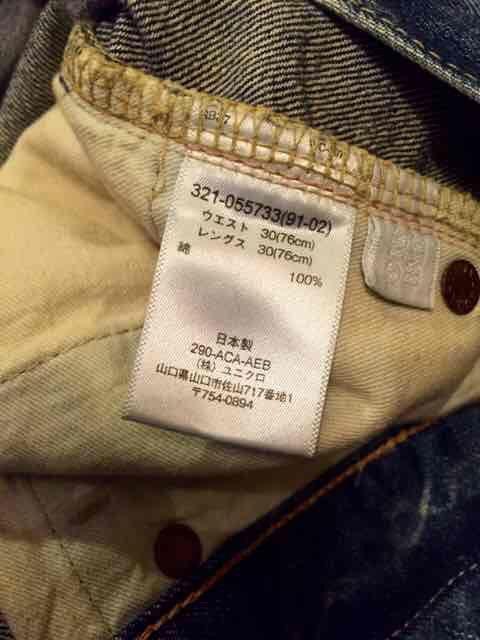 321-055733(91-02)
ウエスト 30(76cm)
レングス 30(76cm)
綿 100%
日本製
290-ACA-AEB
(株)ユニクロ
山口県山口市佐山717番地1
〒754-0894